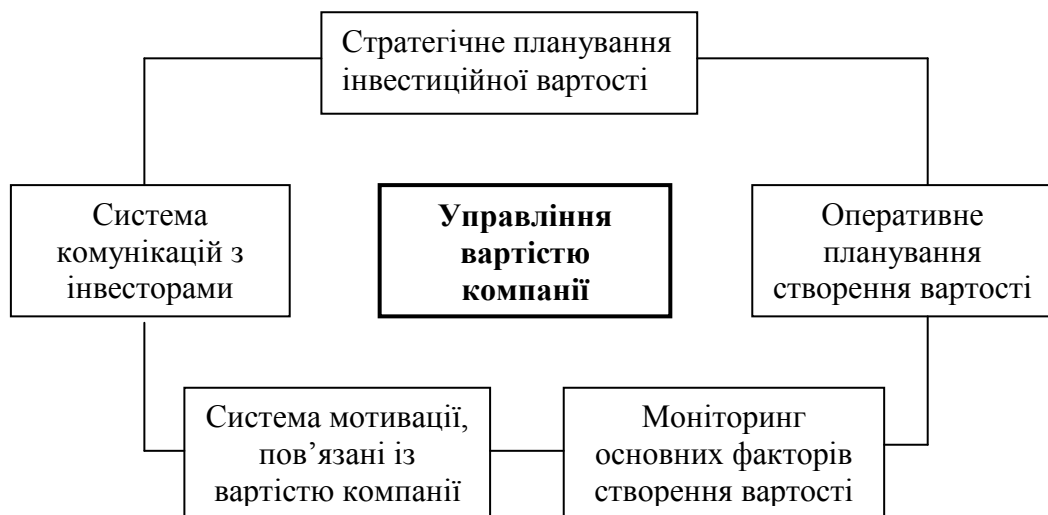 Стратегічне планування
інвестиційної вартості
Система
комунікацій з
інвесторами
Управління
вартістю
компанії
Оперативне
планування
створення вартості
Система мотивації,
пов’язані із
вартістю компанії
Моніторинг
основних факторів
створення вартості